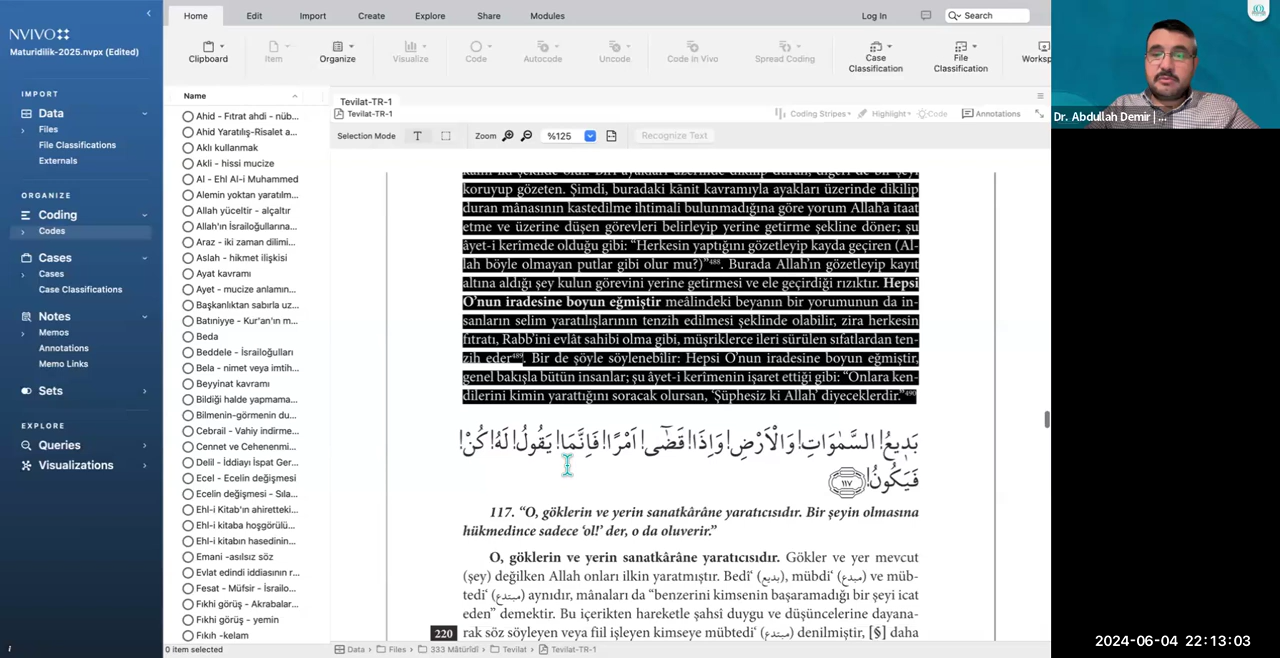 NVIVO
Maturidilik-2025.nvpx (Edited)
IMPORT
Data
Files
File Classifications
Externals
ORGANIZE
Coding
Codes
Cases
Cases
Case Classifications
Notes
Memos
Annotations
Memo Links
Sets
EXPLORE
Queries
Visualizations
Home Edit Import Create Explore Share Modules Log In Search
Clipboard Item Organize Visualize Code Autocode Uncode Code In Vivo Spread Coding Case Classification File Classification Worksp
Name
Ahid - Fıtrat ahdi - nüb...
Ahid Yaratılış-Risalet a...
Aklı kullanmak
Akli - hissi mucize
Al - Ehl Al-i Muhammed
Alemin yoktan yaratılm...
Allah yüceltir - alçaltır
Allah'ın İsrailoğullarına...
Araz - iki zaman dilimi...
Aslah - hikmet ilişkisi
Ayat kavramı
Ayet - mucize anlamın...
Başkanlıktan sabırla uz...
Batıniyye - Kur'an'ın m...
Beda
Beddele - İsrailoğulları
Bela - nimet veya imtih...
Beyyinat kavramı
Bildiği halde yapmama...
Bilmenin-görmenin du...
Cebrail - Vahiy indirme...
Cennet ve Cehenemi...
Delil - İddiayı İspat Ger...
Ecel - Ecelin değişmesi
Ecelin değişmesi - Sıla...
Ehl-i Kitab'ın ahiretteki...
Ehl-i kitaba hoşgörülü...
Ehl-i kitabın hasedinin...
Emani -asılsız söz
Evlat edindi iddiasının r...
Fesat - Müfsir - İsrailo...
Fıkhi görüş - Akrabalar...
Fıkhi görüş - yemin
Fıkıh -kelam
0 item selected
Tevilat-TR-1
Tevilat-TR-1
Coding Stripes Highlight Code Annotations
Selection Mode Zoom %125 Recognize Text
koruyup gözeten. Şimdi, buradaki kānit kavramıyla ayakları üzerinde dikilip
duran mânasının kastedilme ihtimali bulunmadığına göre yorum Allah'a itaat
etme ve üzerine düşen görevleri belirleyip yerine getirme şekline döner; şu
âyet-i kerîmede olduğu gibi: “Herkesin yaptığını gözetleyip kayda geçiren (Al-
lah böyle olmayan putlar gibi olur mu?)”488. Burada Allah'ın gözetleyip kayıt
altına aldığı şey kulun görevini yerine getirmesi ve ele geçirdiği rızıktır. Hepsi
O'nun iradesine boyun eğmiştir meâlindeki beyanın bir yorumunun da in-
sanların selim yaratılışlarının tenzih edilmesi şeklinde olabilir, zira herkesin
fıtratı, Rabb'ini evlât sahibi olma gibi, müşriklerce ileri sürülen sıfatlardan ten-
zih eder489. Bir de şöyle söylenebilir: Hepsi O'nun iradesine boyun eğmiştir,
genel bakışla bütün insanlar; şu âyet-i kerîmenin işaret ettiği gibi: “Onlara ken-
dilerini kimin yarattığını soracak olursan, ‘Şüphesiz ki Allah’ diyeceklerdir.”490
بَدٖيعُ السَّمٰوَاتِ وَالْاَرْضِ وَاِذَا قَضٰٓى اَمْرًا فَاِنَّمَا يَقُولُ لَهُ كُنْ
فَيَكُونُ ١١٧
117. “O, göklerin ve yerin sanatkârâne yaratıcısıdır. Bir şeyin olmasına
hükmedince sadece ‘ol!’ der, o da oluverir.”
O, göklerin ve yerin sanatkârâne yaratıcısıdır. Gökler ve yer mevcut
(şey) değilken Allah onları ilkin yaratmıştır. Bedî‘ (بديع), mübdi‘ (مبدع) ve müb-
tedi‘ (مبتدع) aynıdır, mânaları da “benzerini kimsenin başaramadığı bir şeyi icat
eden” demektir. Bu içerikten hareketle şahsî duygu ve düşüncelerine dayana-
rak söz söyleyen veya fiil işleyen kimseye mübtedi‘ (مبتدع) denilmiştir, [§] daha
220
Data Files 333 Mâtürîdî Tevilat Tevilat-TR-1
Dr. Abdullah Demir | ...
2024-06-04 22:13:03